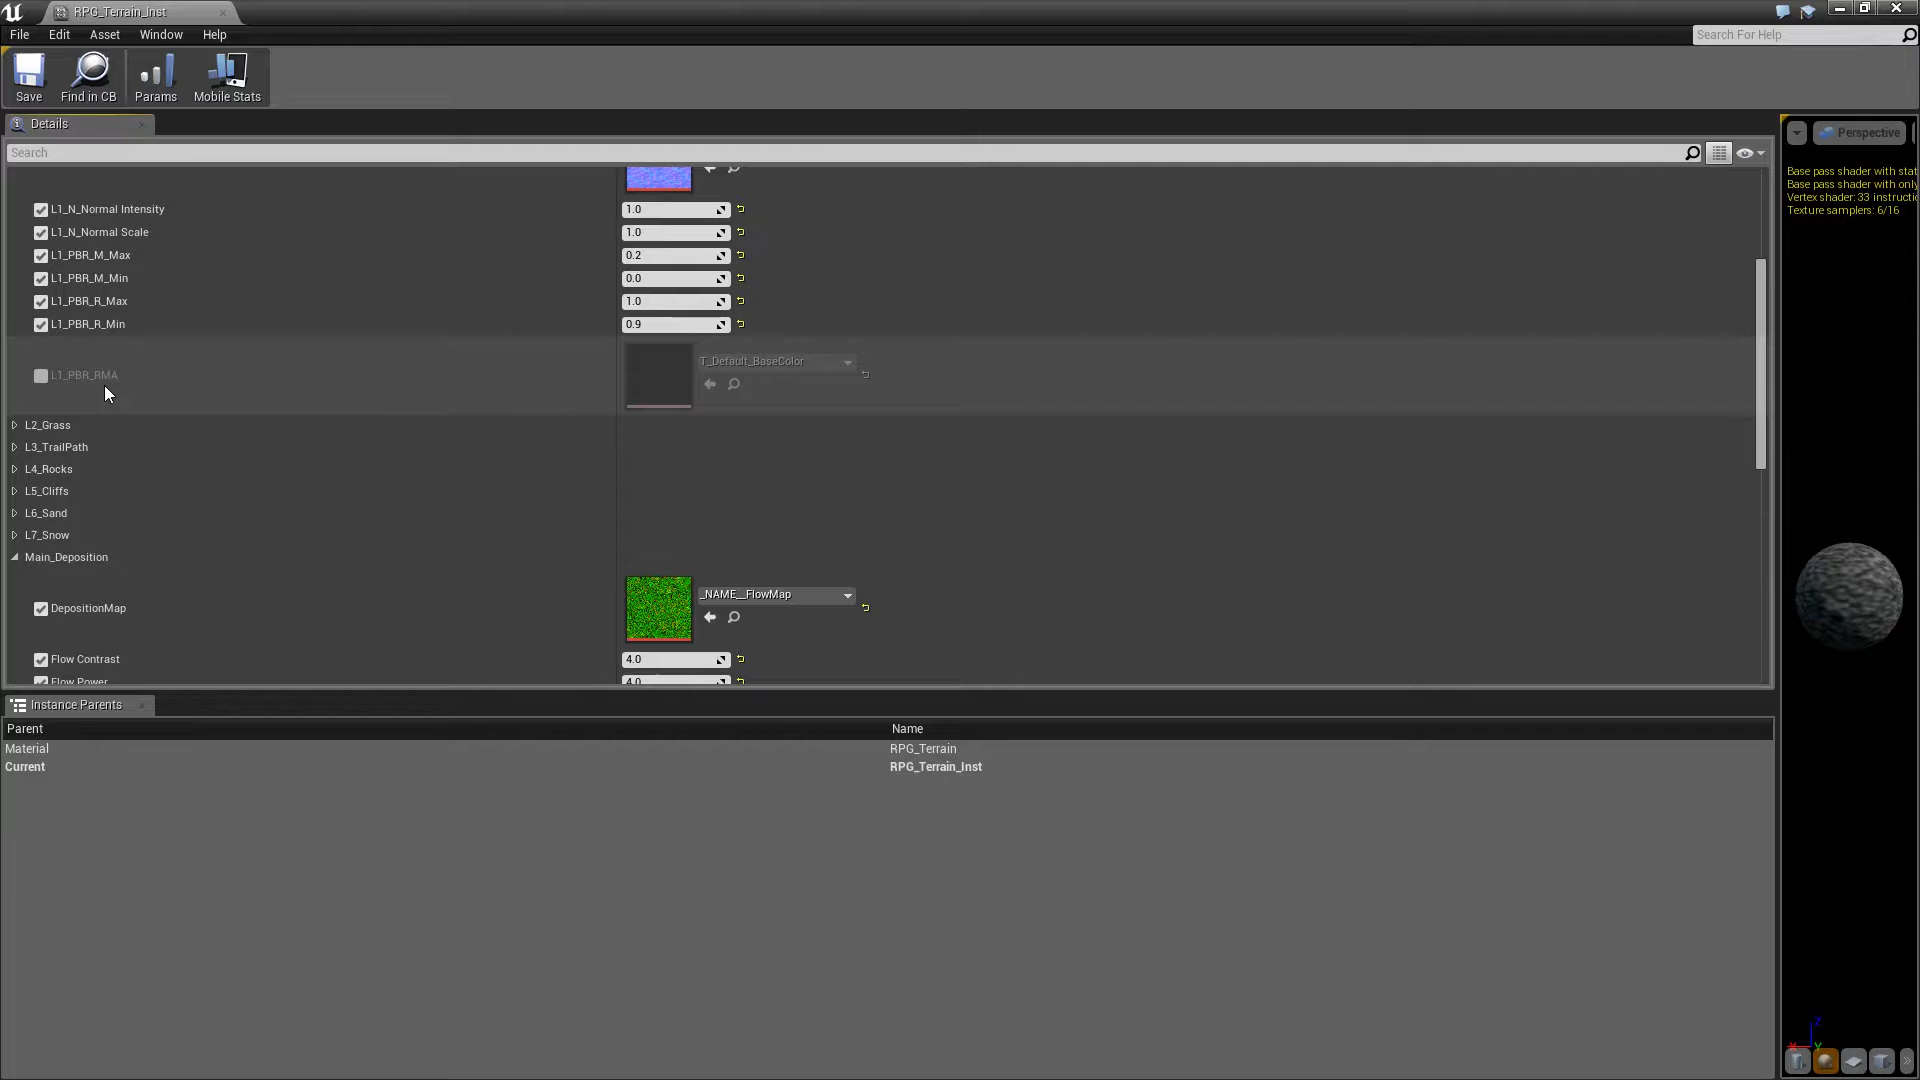 RPG_Terrain_Inst
File Edit Asset Window Help
Search For Help
Save Find in CB Params Mobile Stats
Details
Search
Perspective
Base pass shader with stat
Base pass shader with only
Vertex shader: 33 instructi
Texture samplers: 6/16
L1_N_Normal Intensity 1.0
L1_N_Normal Scale 1.0
L1_PBR_M_Max 0.2
L1_PBR_M_Min 0.0
L1_PBR_R_Max 1.0
L1_PBR_R_Min 0.9
T_Default_BaseColor
L1_PBR_RMA
L2_Grass
L3_TrailPath
L4_Rocks
L5_Cliffs
L6_Sand
L7_Snow
Main_Deposition
_NAME__FlowMap
DepositionMap
Flow Contrast 4.0
Flow Power 4.0
Instance Parents
Parent Name
Material RPG_Terrain
Current RPG_Terrain_Inst
Z
X Y